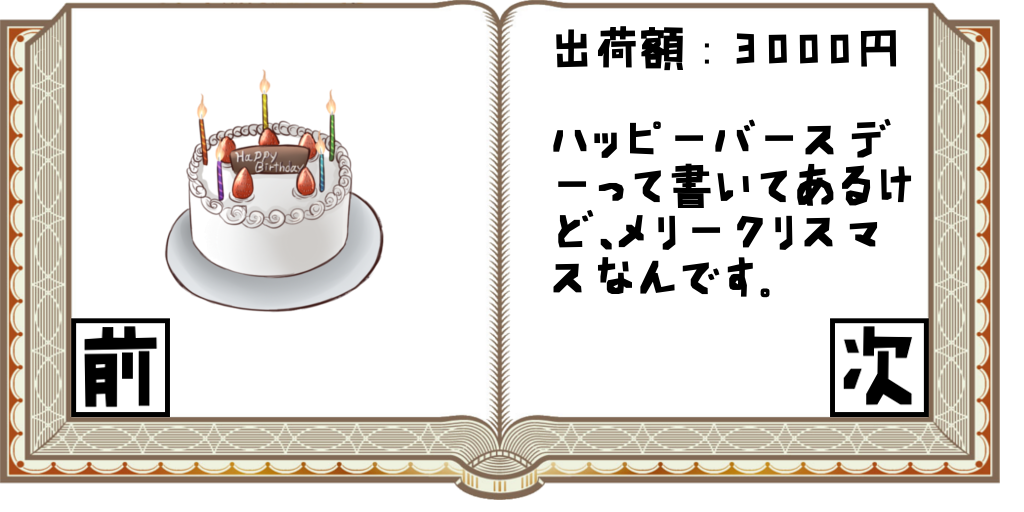 Happy
Birthday
前
出荷額：3000円
ハッピーバースデ
ーって書いてあるけ
ど、メリークリスマ
スなんです。
次